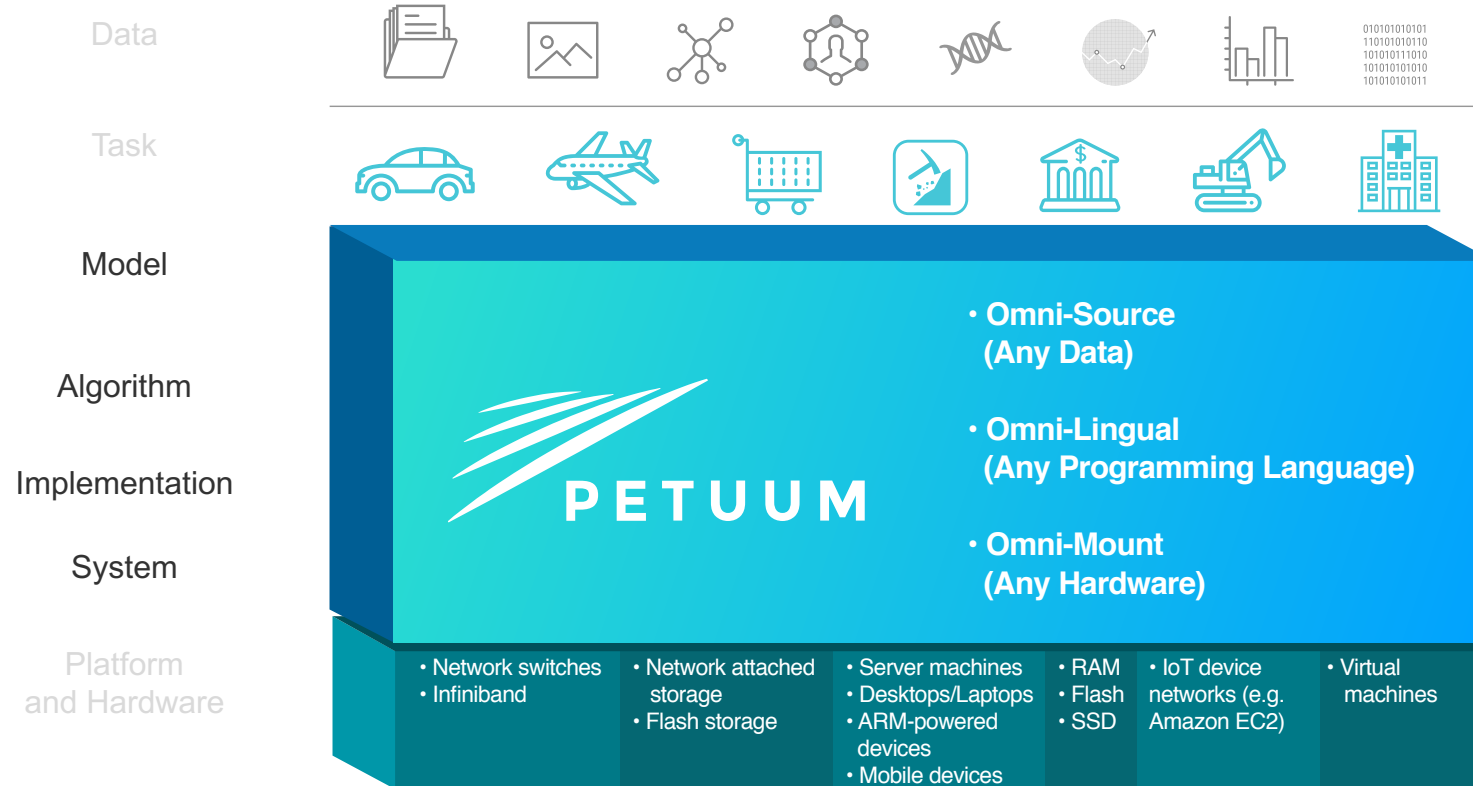 Data
010101010101
110101010110
101010111010
101010101010
101010101011
Task
$
Model
Algorithm
Implementation
System
PETUUM
• Omni-Source
(Any Data)
• Omni-Lingual
(Any Programming Language)
• Omni-Mount
(Any Hardware)
Platform
and Hardware
• Network switches
• Infiniband
• Network attached
storage
• Flash storage
• Server machines
• Desktops/Laptops
• ARM-powered
devices
• Mobile devices
• RAM
• Flash
• SSD
• IoT device
networks (e.g.
Amazon EC2)
• Virtual
machines